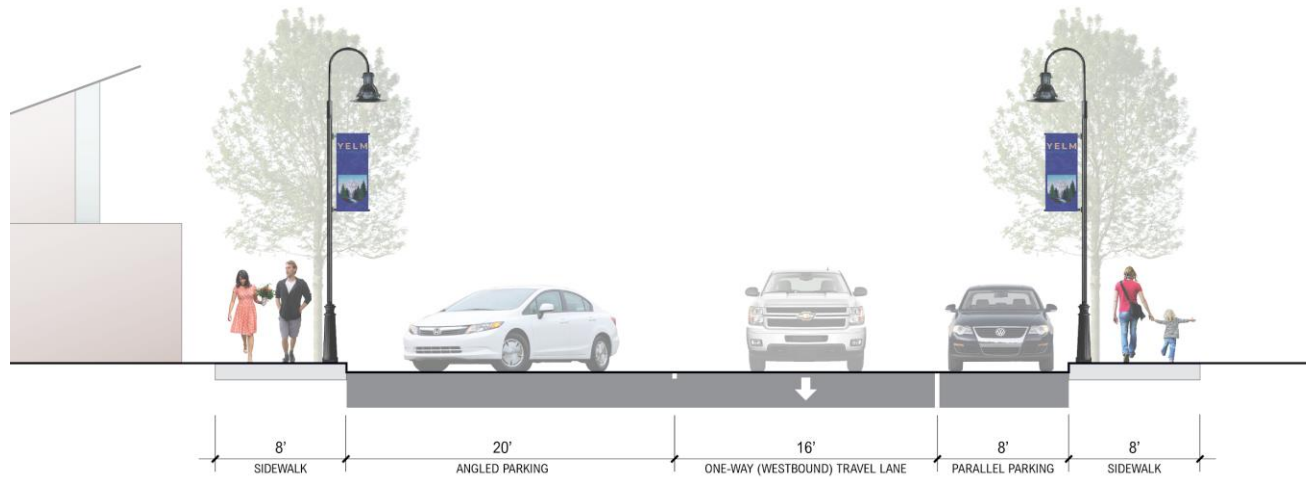 YELM
YELM
8'
SIDEWALK
20'
ANGLED PARKING
16'
ONE-WAY (WESTBOUND) TRAVEL LANE
8'
PARALLEL PARKING
8'
SIDEWALK